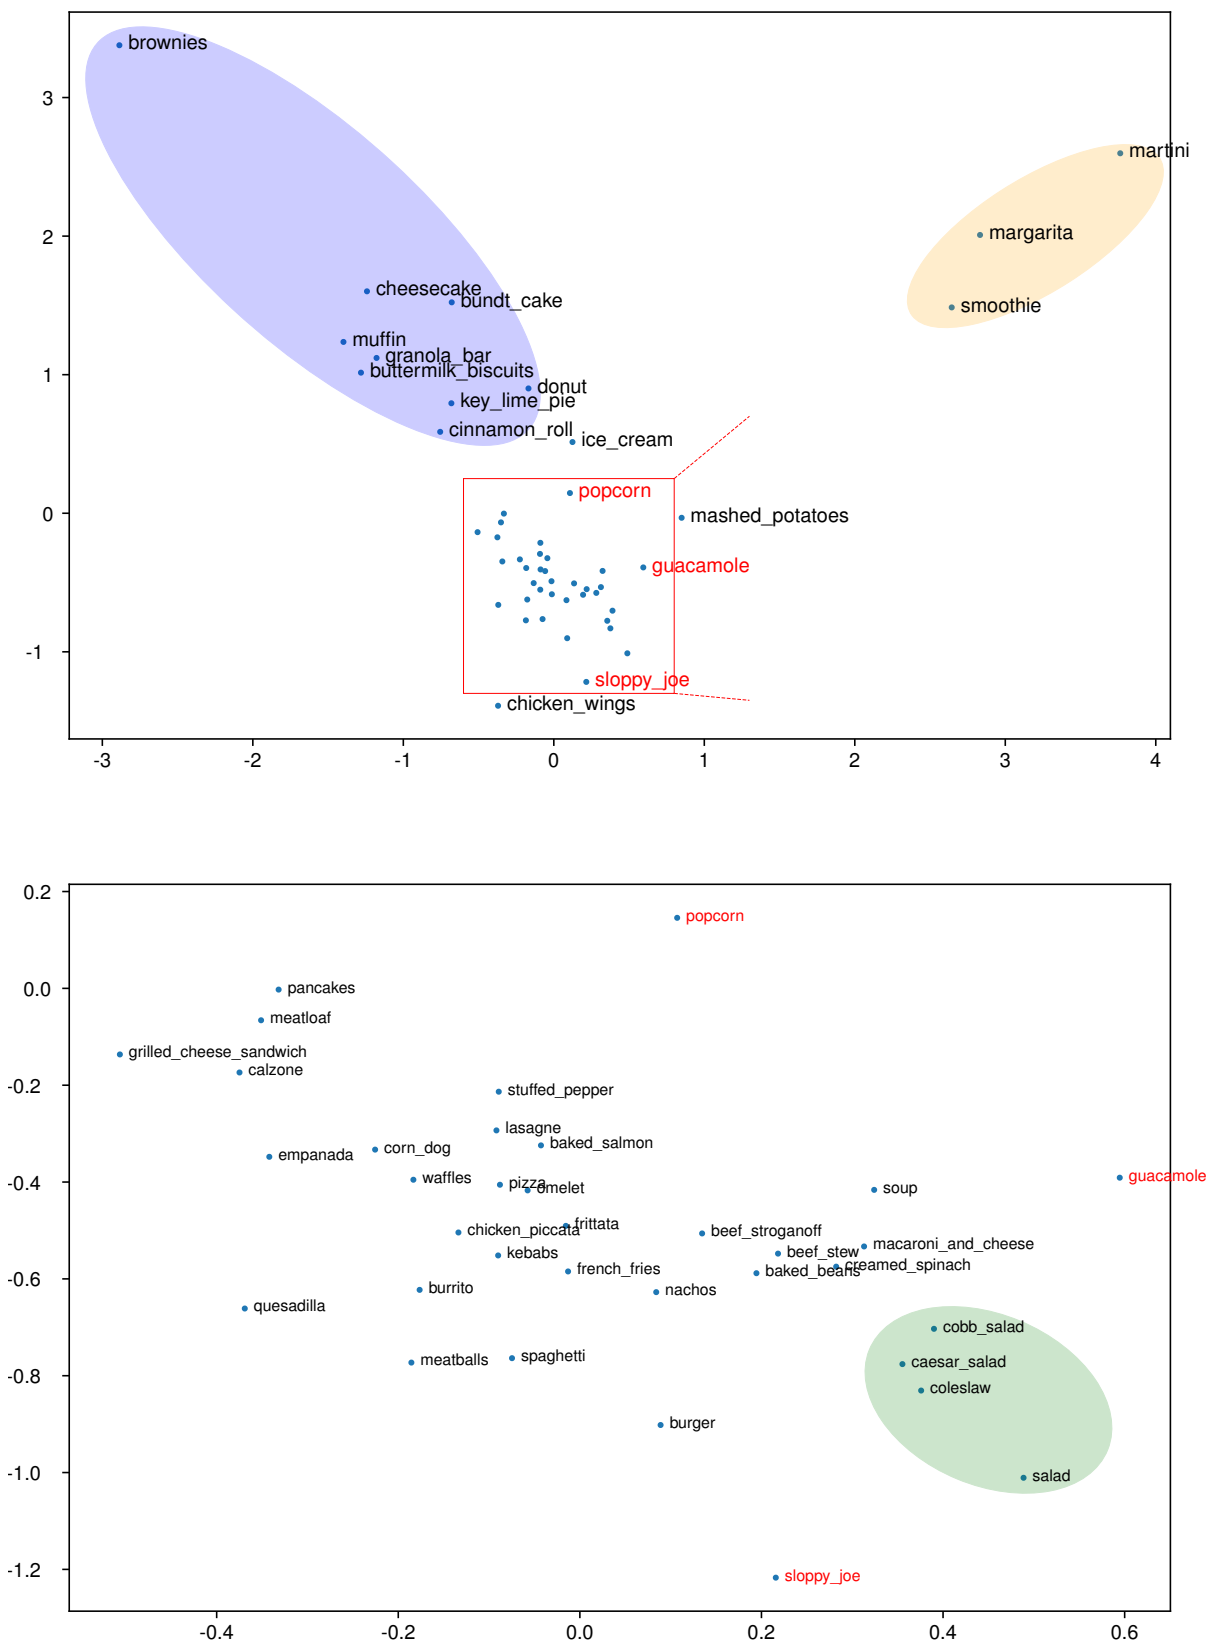 brownies
3
martini
margarita
2
cheesecake
bundt_cake
smoothie
muffin
granola_bar
buttermilk_biscuits
1
donut
key_lime_pie
cinnamon_roll
ice_cream
popcorn
0
mashed_potatoes
guacamole
-1
sloppy_joe
chicken_wings
-3 -2 -1 0 1 2 3 4
0.2
popcorn
0.0
pancakes
meatloaf
grilled_cheese_sandwich
calzone
-0.2
stuffed_pepper
lasagne
baked_salmon
corn_dog
empanada
waffles
-0.4
guacamole
pizza
omelet
soup
frittata
chicken_piccata
beef_stroganoff
macaroni_and_cheese
kebabs
beef_stew
creamed_spinach
french_fries
baked_beans
-0.6
burrito
nachos
quesadilla
cobb_salad
spaghetti
meatballs
caesar_salad
-0.8
coleslaw
burger
-1.0
salad
-1.2
sloppy_joe
-0.4 -0.2 0.0 0.2 0.4 0.6